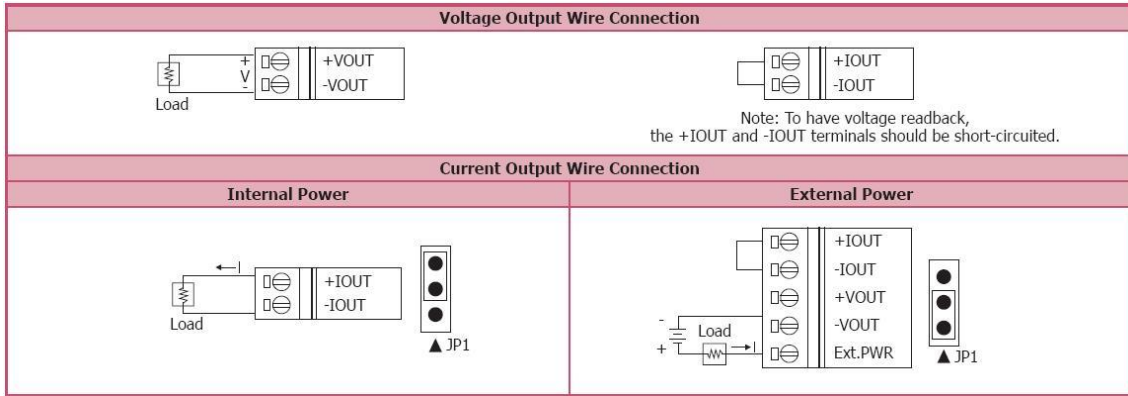 Voltage Output Wire Connection
+
V
-
Load
+VOUT
-VOUT
+IOUT
-IOUT
Note: To have voltage readback,
the +IOUT and -IOUT terminals should be short-circuited.
Current Output Wire Connection
Internal Power
External Power
I
Load
+IOUT
-IOUT
▲ JP1
+IOUT
-IOUT
+VOUT
-VOUT
Ext.PWR
-
+
Load
I
▲ JP1